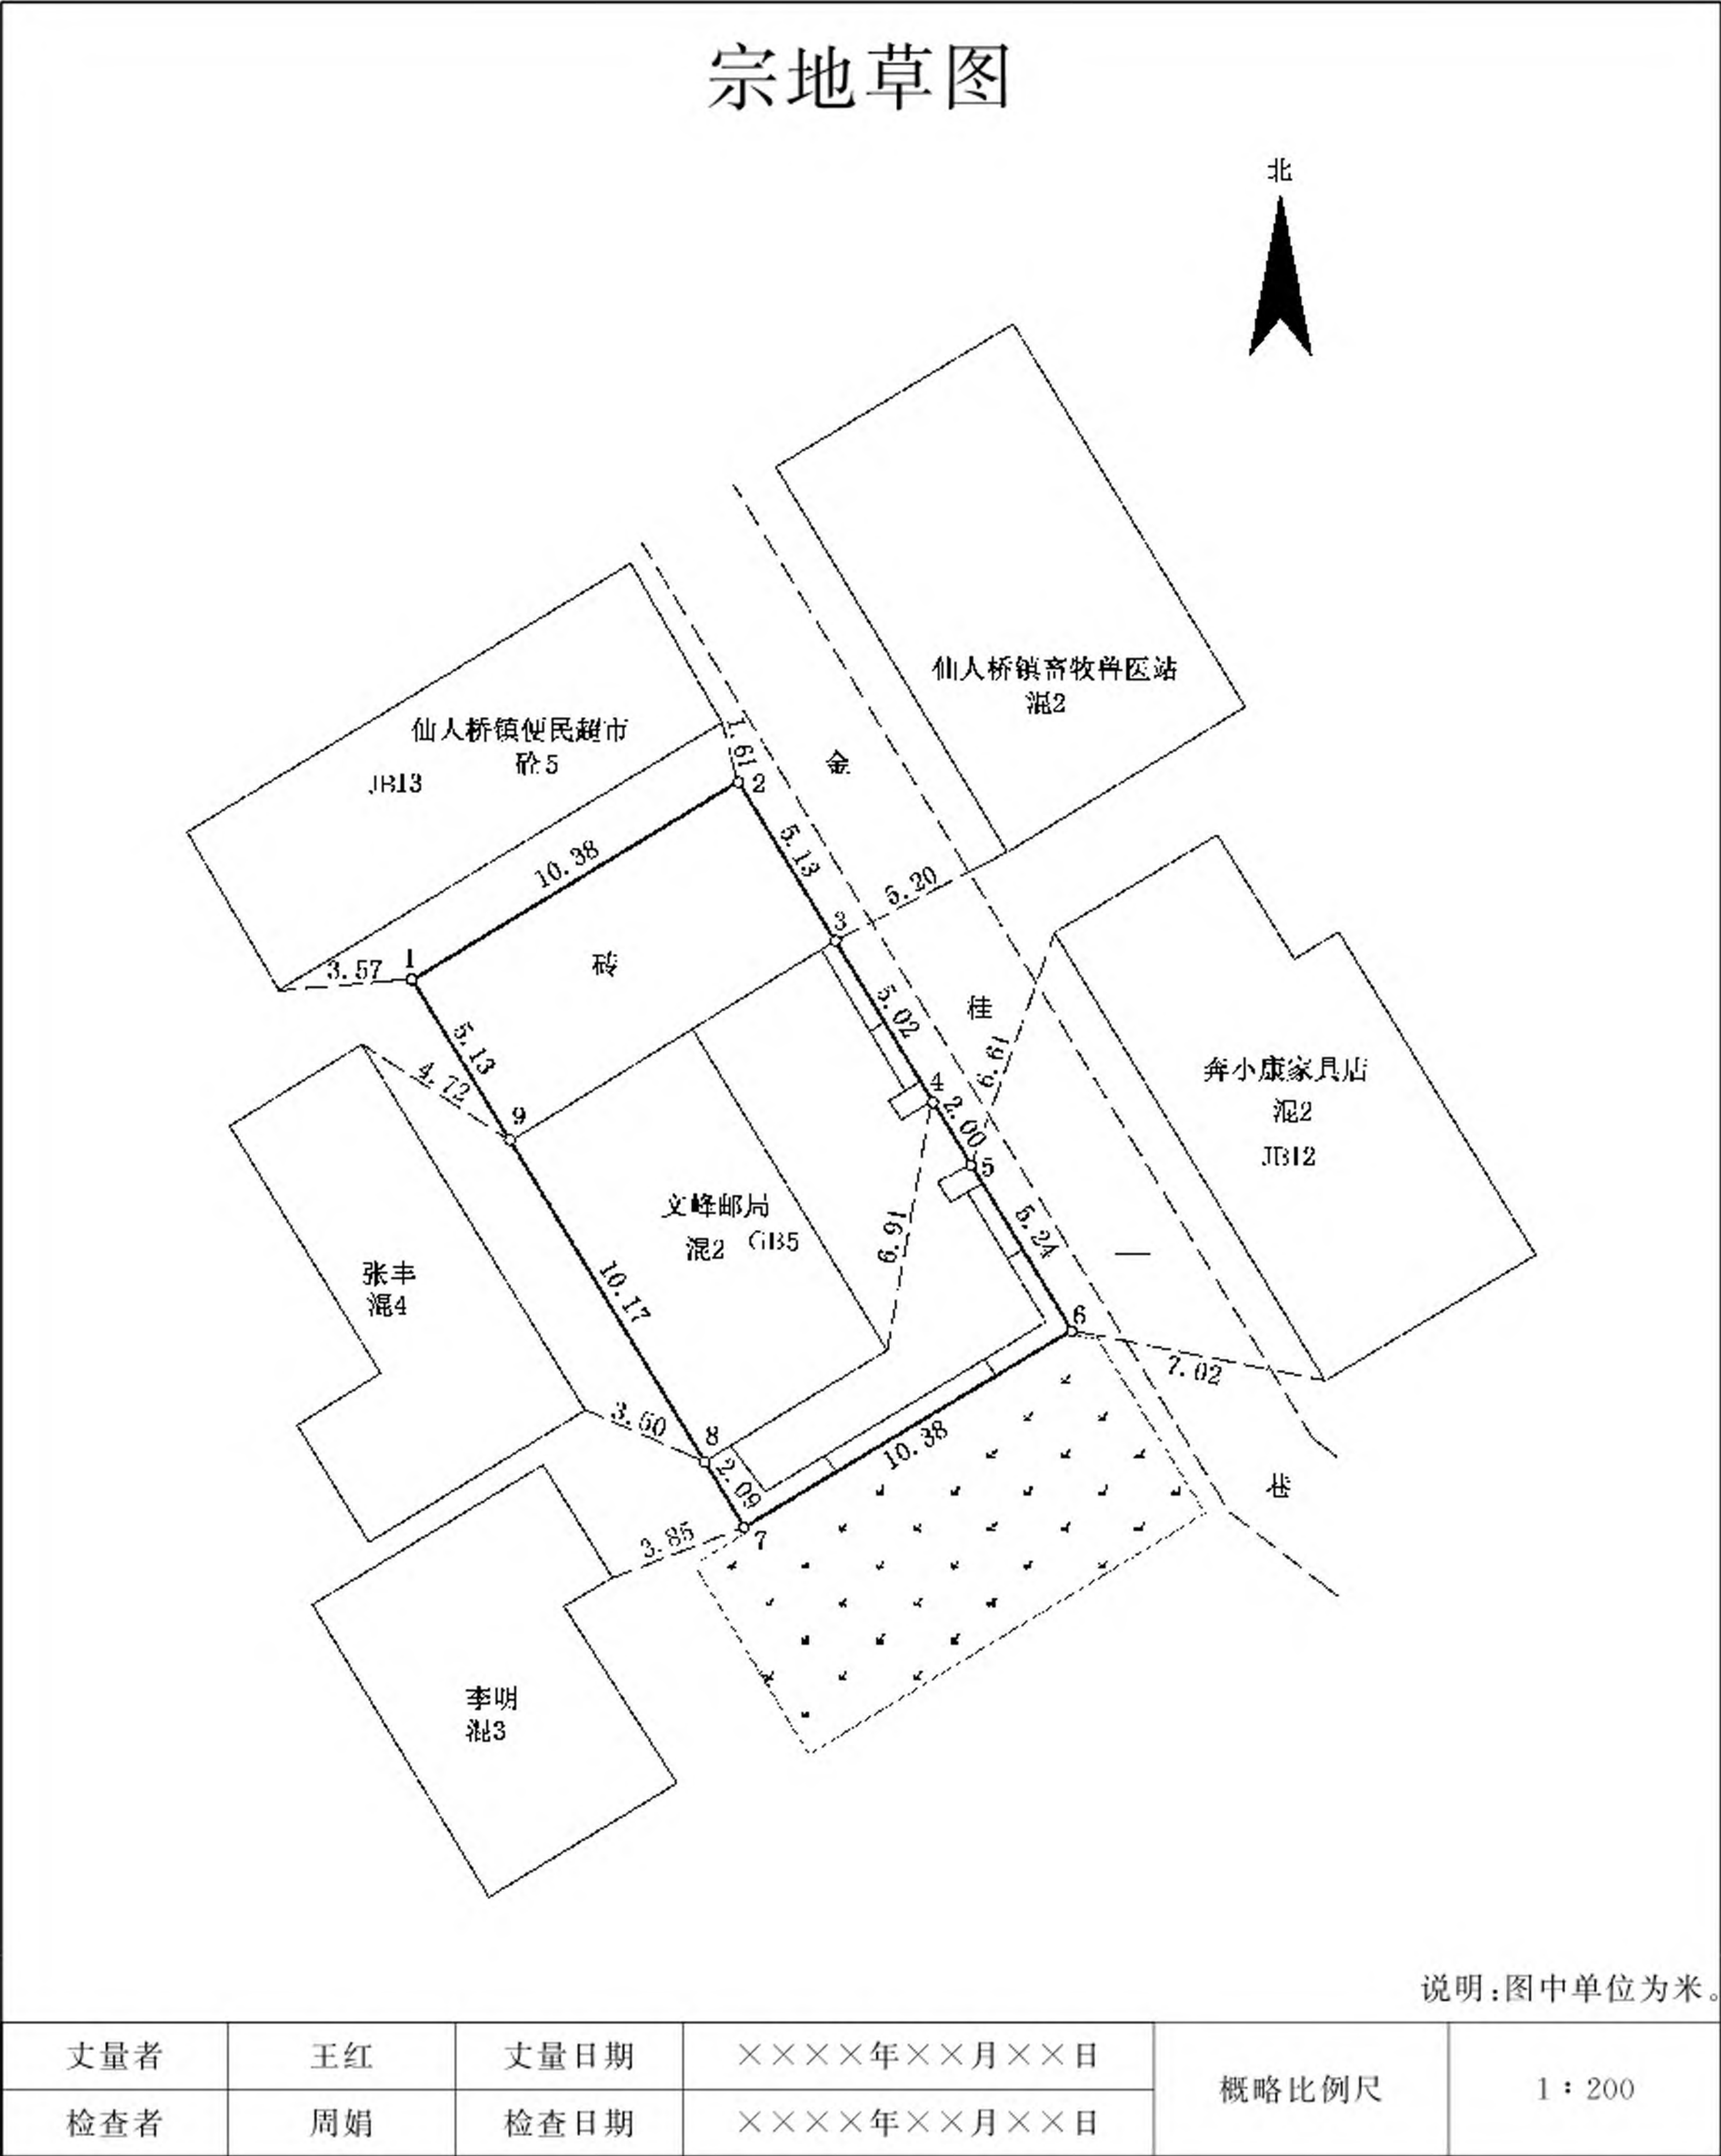 宗地草图
北
仙人桥镇畜牧兽医站
混2
仙人桥镇便民超市
砼5
JB13
1.61
2
金
10.38
5.13
3
5.20
1
3.57
砖
5.13
4.72
9
5.02
桂
6.61
4
2.00
5
奔小康家具店
混2
JB12
文峰邮局
混2 GB5
6.91
5.24
一
张丰
混4
10.17
6
7.02
3.50
8
2.09
10.38
7
3.85
巷
李明
混3
说明:图中单位为米。
丈量者 王红 丈量日期 ××××年××月××日 概略比例尺 1∶200
检查者 周娟 检查日期 ××××年××月××日